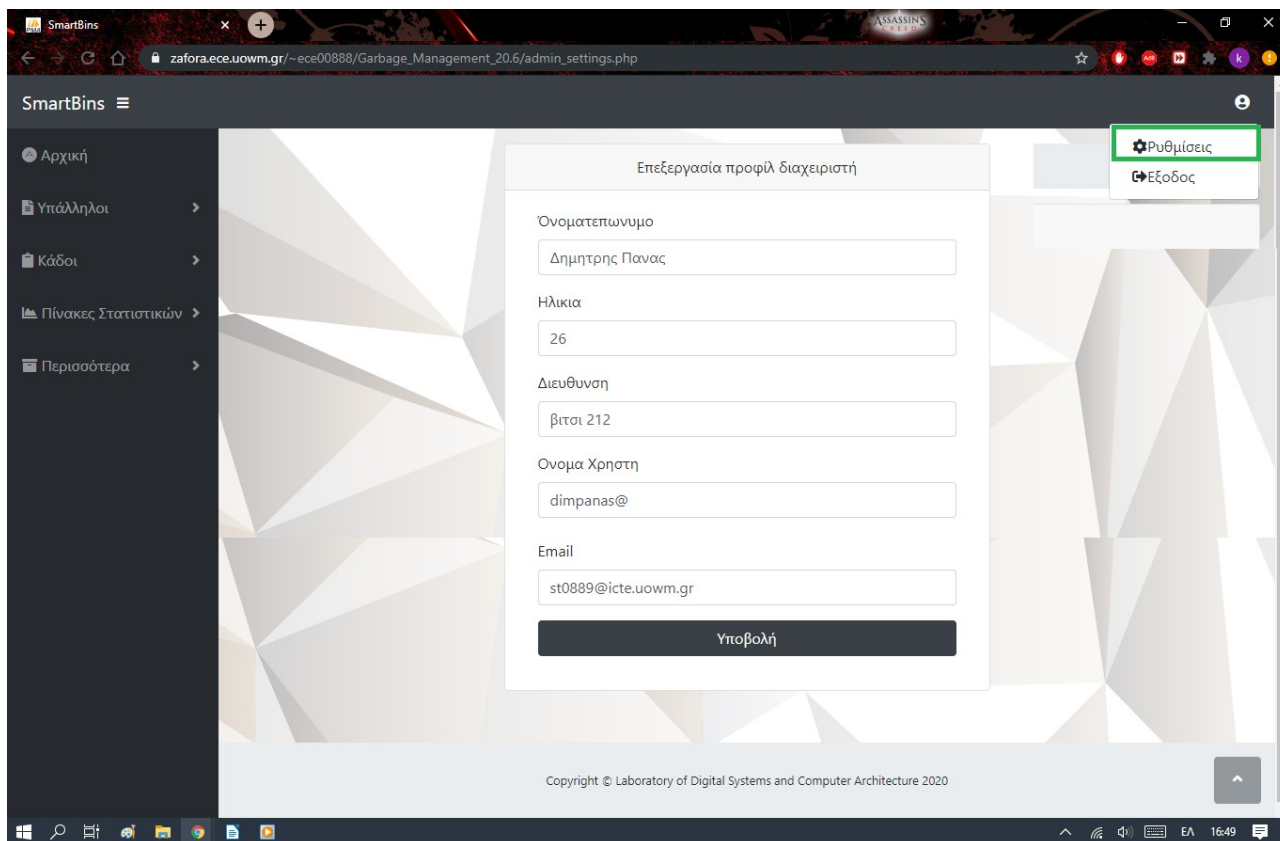 SmartBins
ASSASSIN'S
CREED
zafora.ece.uowm.gr/~ece00888/Garbage_Management_20.6/admin_settings.php
k
SmartBins
Αρχική
Υπάλληλοι
Κάδοι
Πίνακες Στατιστικών
Περισσότερα
Ρυθμίσεις
Εξοδος
Επεξεργασία προφίλ διαχειριστή
Όνοματεπωνυμο
Δημητρης Πανας
Ηλικια
26
Διευθυνση
βιτσι 212
Ονομα Χρηστη
dimpanas@
Email
st0889@icte.uowm.gr
Υποβολή
Copyright © Laboratory of Digital Systems and Computer Architecture 2020
ΕΛ 16:49